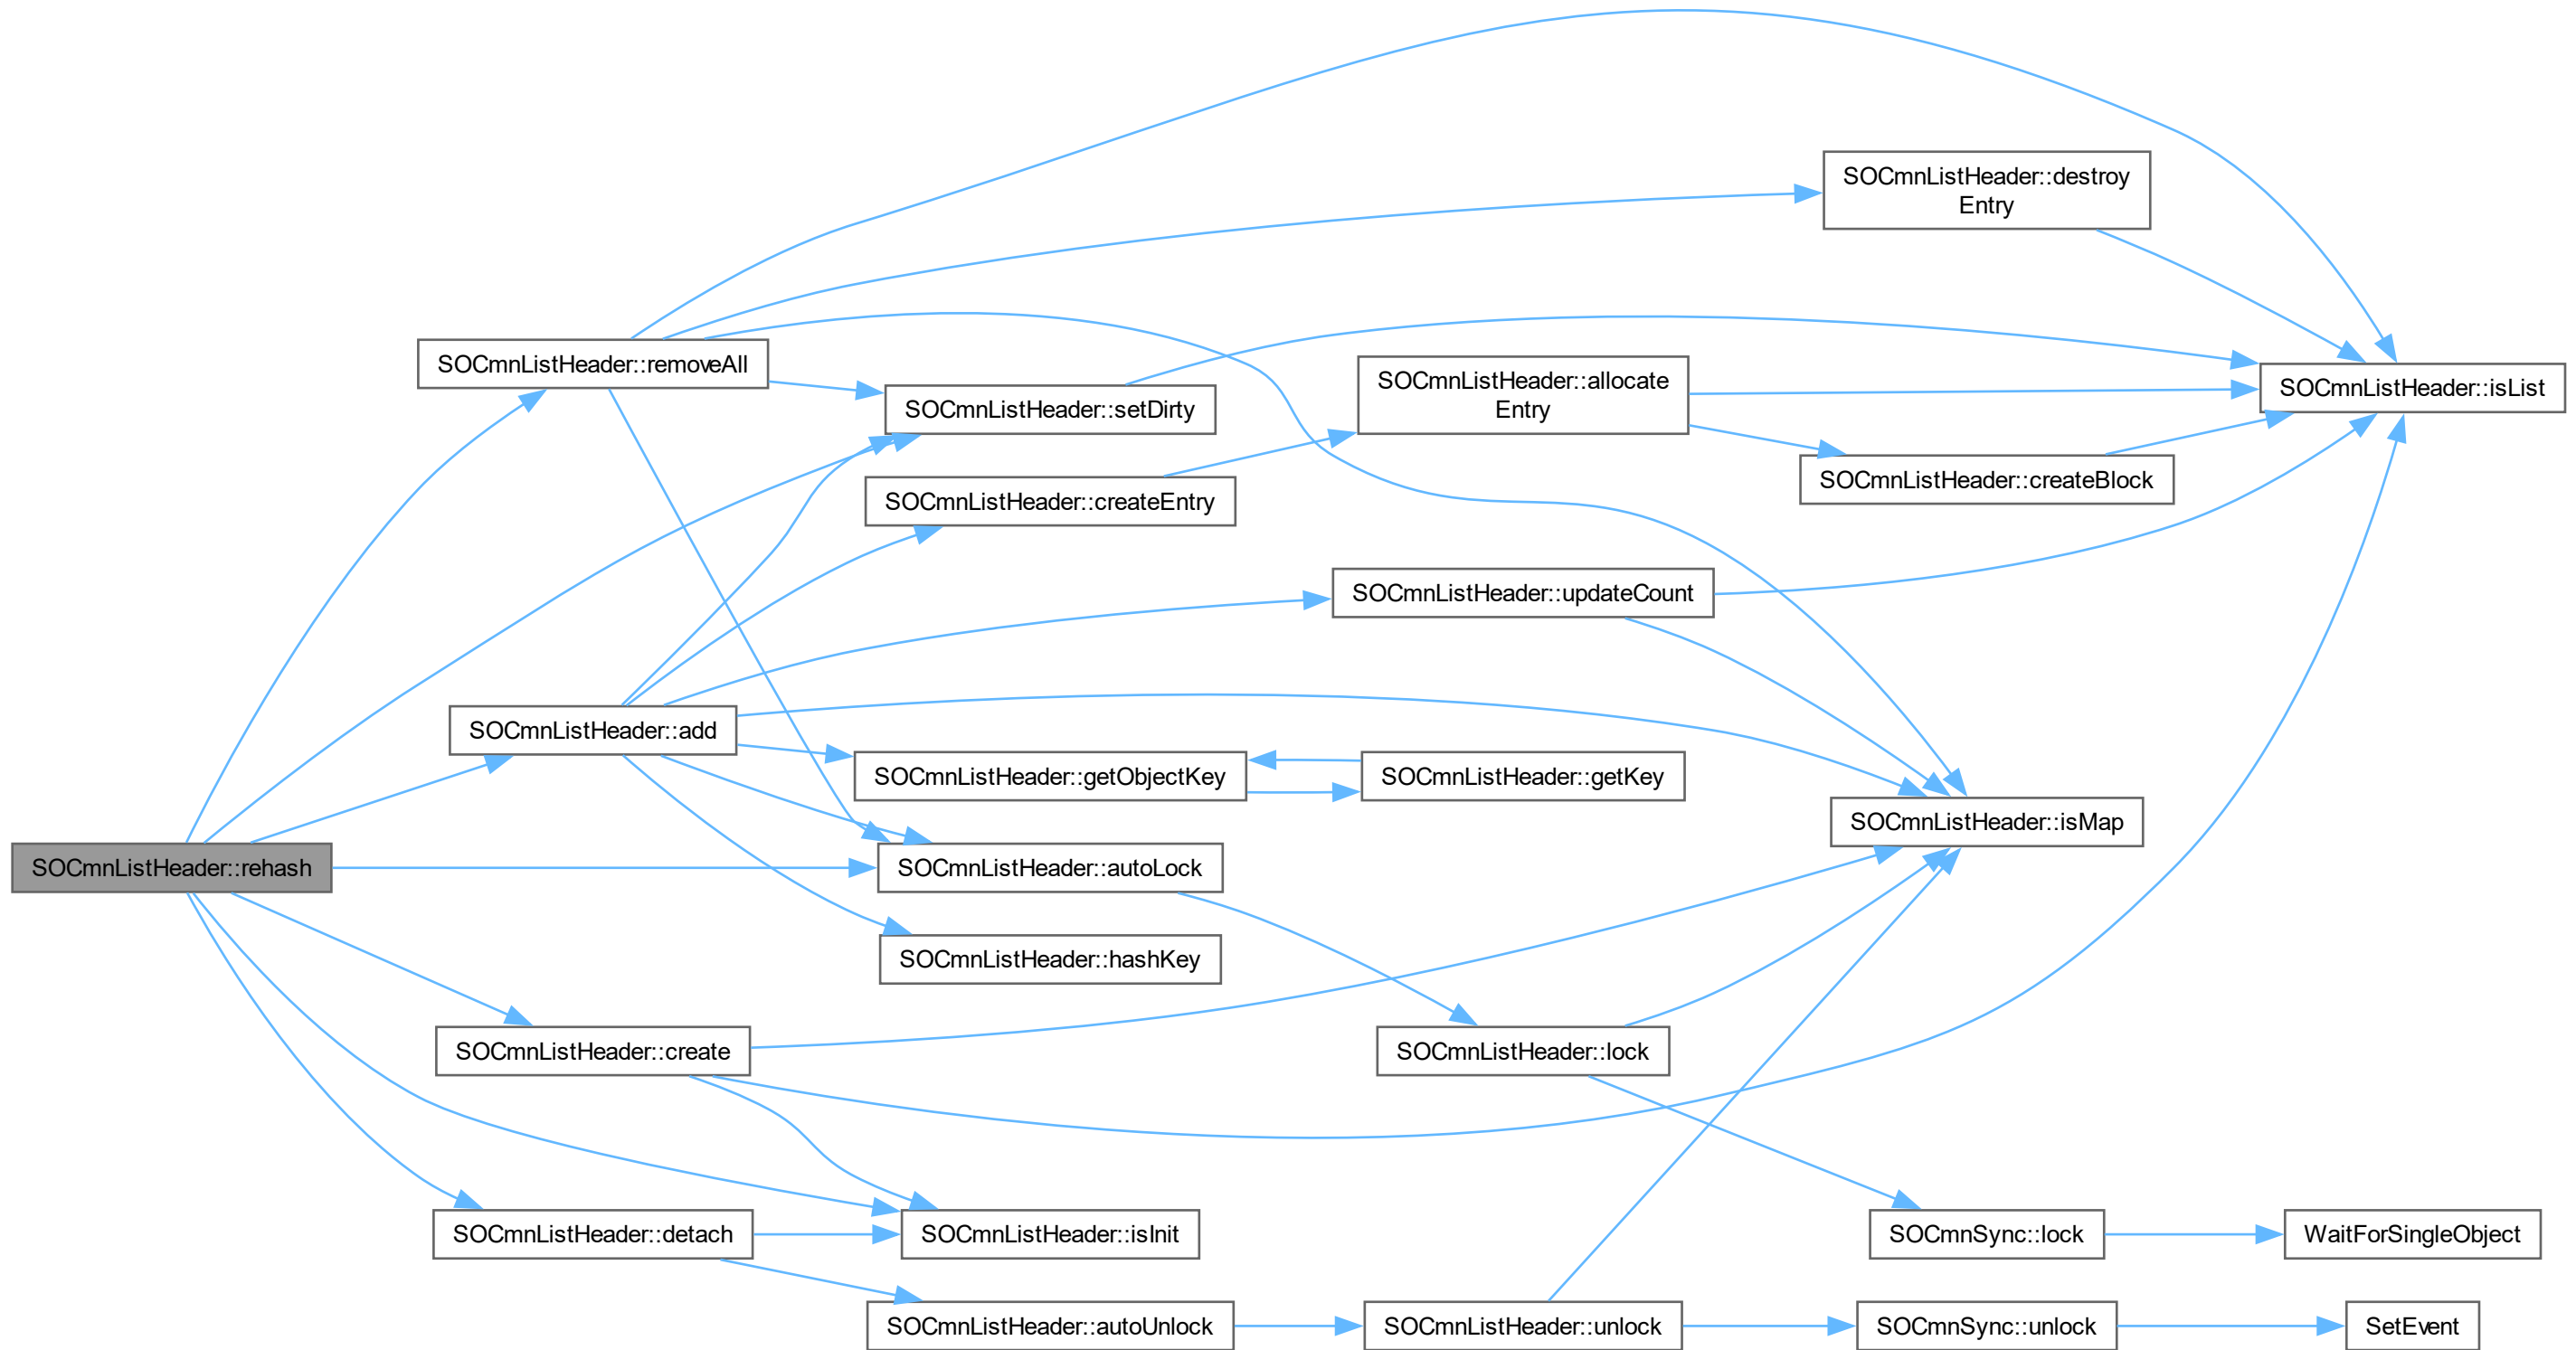 SOCmnListHeader::destroy
Entry
SOCmnListHeader::removeAll
SOCmnListHeader::allocate
Entry
SOCmnListHeader::isList
SOCmnListHeader::setDirty
SOCmnListHeader::createBlock
SOCmnListHeader::createEntry
SOCmnListHeader::updateCount
SOCmnListHeader::add
SOCmnListHeader::getObjectKey
SOCmnListHeader::getKey
SOCmnListHeader::isMap
SOCmnListHeader::rehash
SOCmnListHeader::autoLock
SOCmnListHeader::hashKey
SOCmnListHeader::create
SOCmnListHeader::lock
SOCmnListHeader::detach
SOCmnListHeader::isInit
SOCmnSync::lock
WaitForSingleObject
SOCmnListHeader::autoUnlock
SOCmnListHeader::unlock
SOCmnSync::unlock
SetEvent